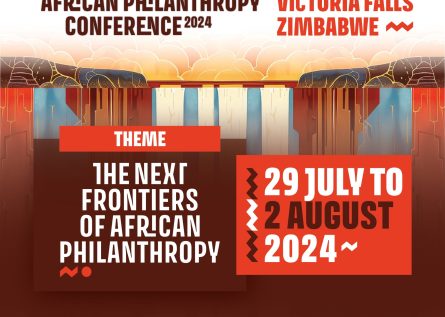 AFRICAN PHILANTHROPY
CONFERENCE 2024
VICTORIA FALLS
ZIMBABWE
THEME
THE NEXT
FRONTIERS
OF AFRICAN
PHILANTHROPY
29 JULY TO
2 AUGUST
2024